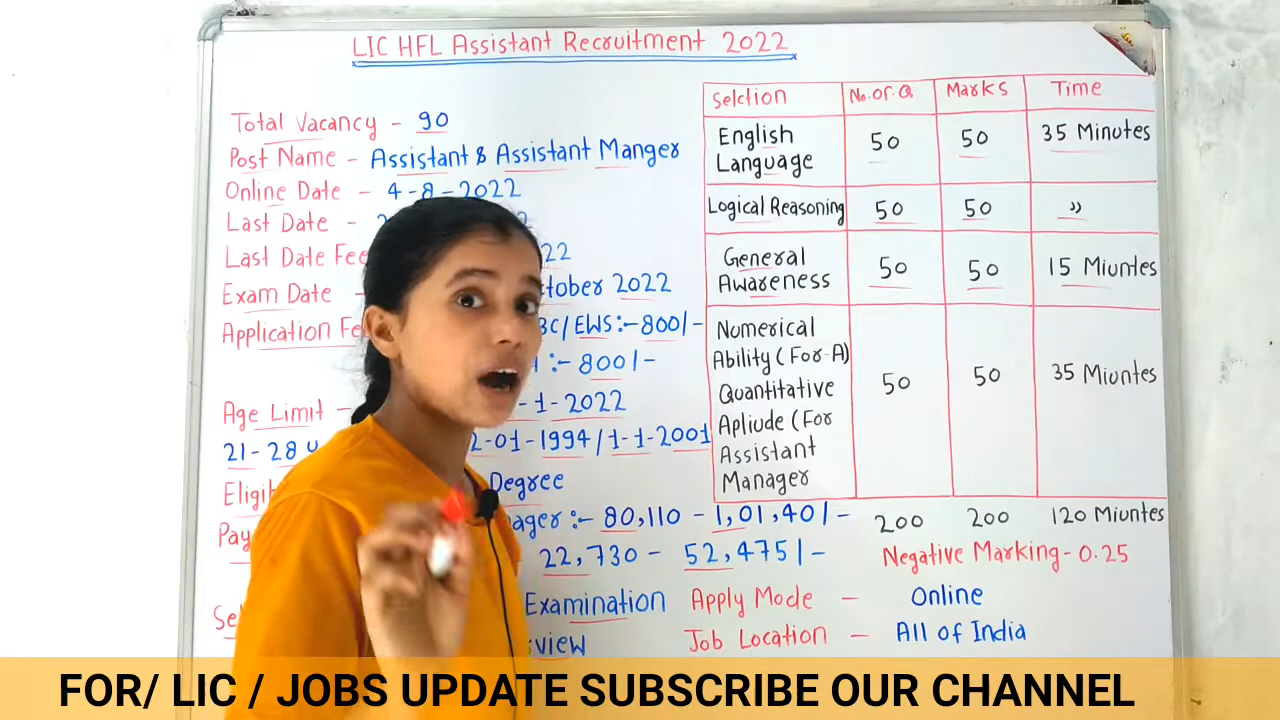 LIC HFL Assistant Recruitment 2022
Total Vacancy - 90
Post Name - Assistant & Assistant Manger
Online Date - 4-8-2022
Last Date -
Last Date Fee 22
Exam Date - tober 2022
Application Fe BC/EWS:-800/-
:- 800/-
Age Limit - -1-2022
21-28 2-01-1994/1-1-2001
Eligib Degree
Pay ager :- 80,110 - 1,01,40/-
22,730 - 52,475/-
Sel Examination
view
Selction No.Of.Q Marks Time
English
Language 50 50 35 Minutes
Logical Reasoning 50 50 ,,
General
Awareness 50 50 15 Miuntes
Numerical
Ability (For-A)
Quantitative 50 50 35 Miuntes
Apliude (For
Assistant
Manager
200 200 120 Miuntes
Negative Marking-0.25
Apply Mode - Online
Job Location - All of India
FOR/ LIC / JOBS UPDATE SUBSCRIBE OUR CHANNEL